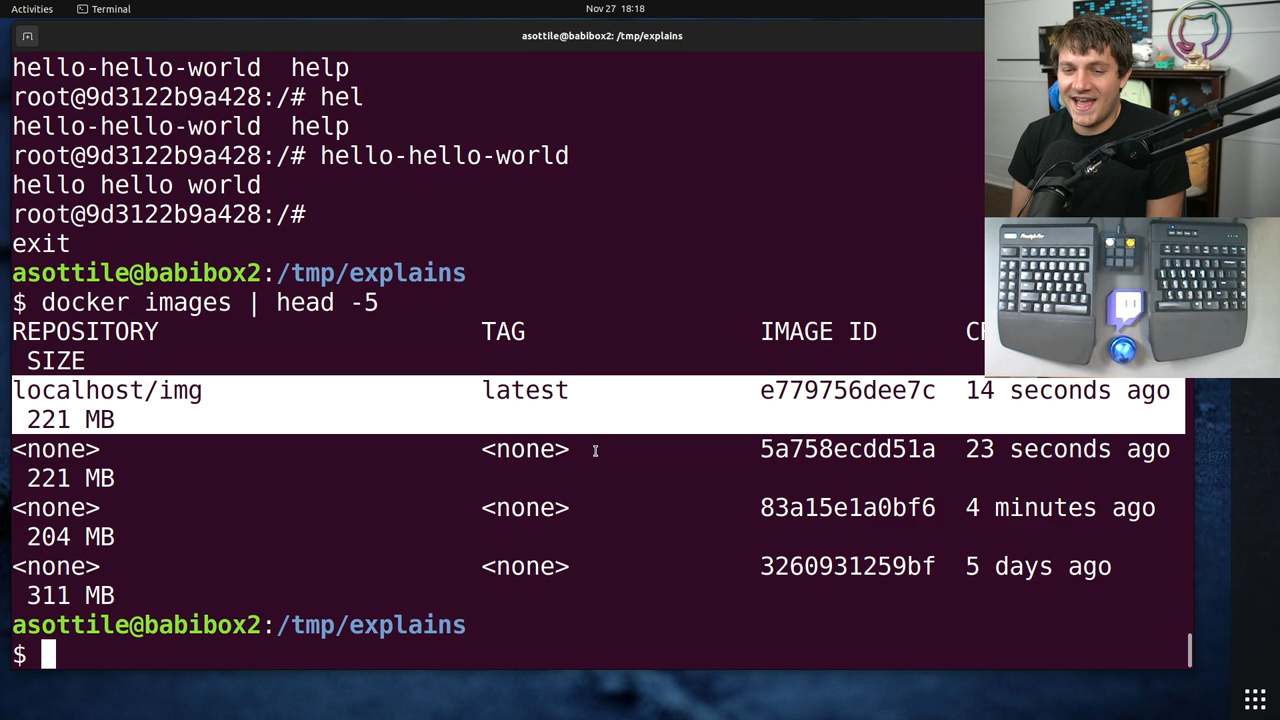 Activities
Terminal
Nov 27 18:18
asottile@babibox2: /tmp/explains
hello-hello-world  help
root@9d3122b9a428:/# hel
hello-hello-world  help
root@9d3122b9a428:/# hello-hello-world
hello hello world
root@9d3122b9a428:/#
exit
asottile@babibox2:/tmp/explains
$ docker images | head -5
REPOSITORY TAG IMAGE ID
SIZE
localhost/img latest e779756dee7c 14 seconds ago
221 MB
<none> <none> 5a758ecdd51a 23 seconds ago
221 MB
<none> <none> 83a15e1a0bf6 4 minutes ago
204 MB
<none> <none> 3260931259bf 5 days ago
311 MB
asottile@babibox2:/tmp/explains
$